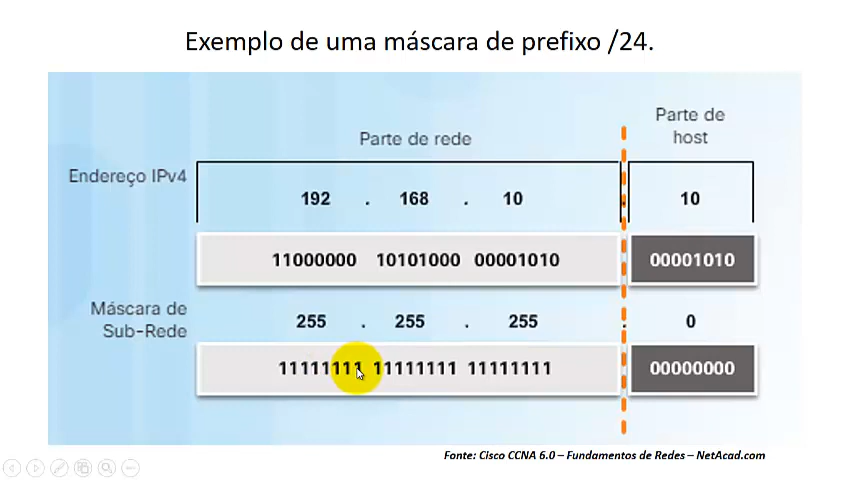 Exemplo de uma máscara de prefixo /24.
Parte de rede
Parte de
host
Endereço IPv4
192 . 168 . 10 . 10
11000000 10101000 00001010 00001010
Máscara de
Sub-Rede
255 . 255 . 255 . 0
11111111 11111111 11111111 00000000
Fonte: Cisco CCNA 6.0 – Fundamentos de Redes – NetAcad.com